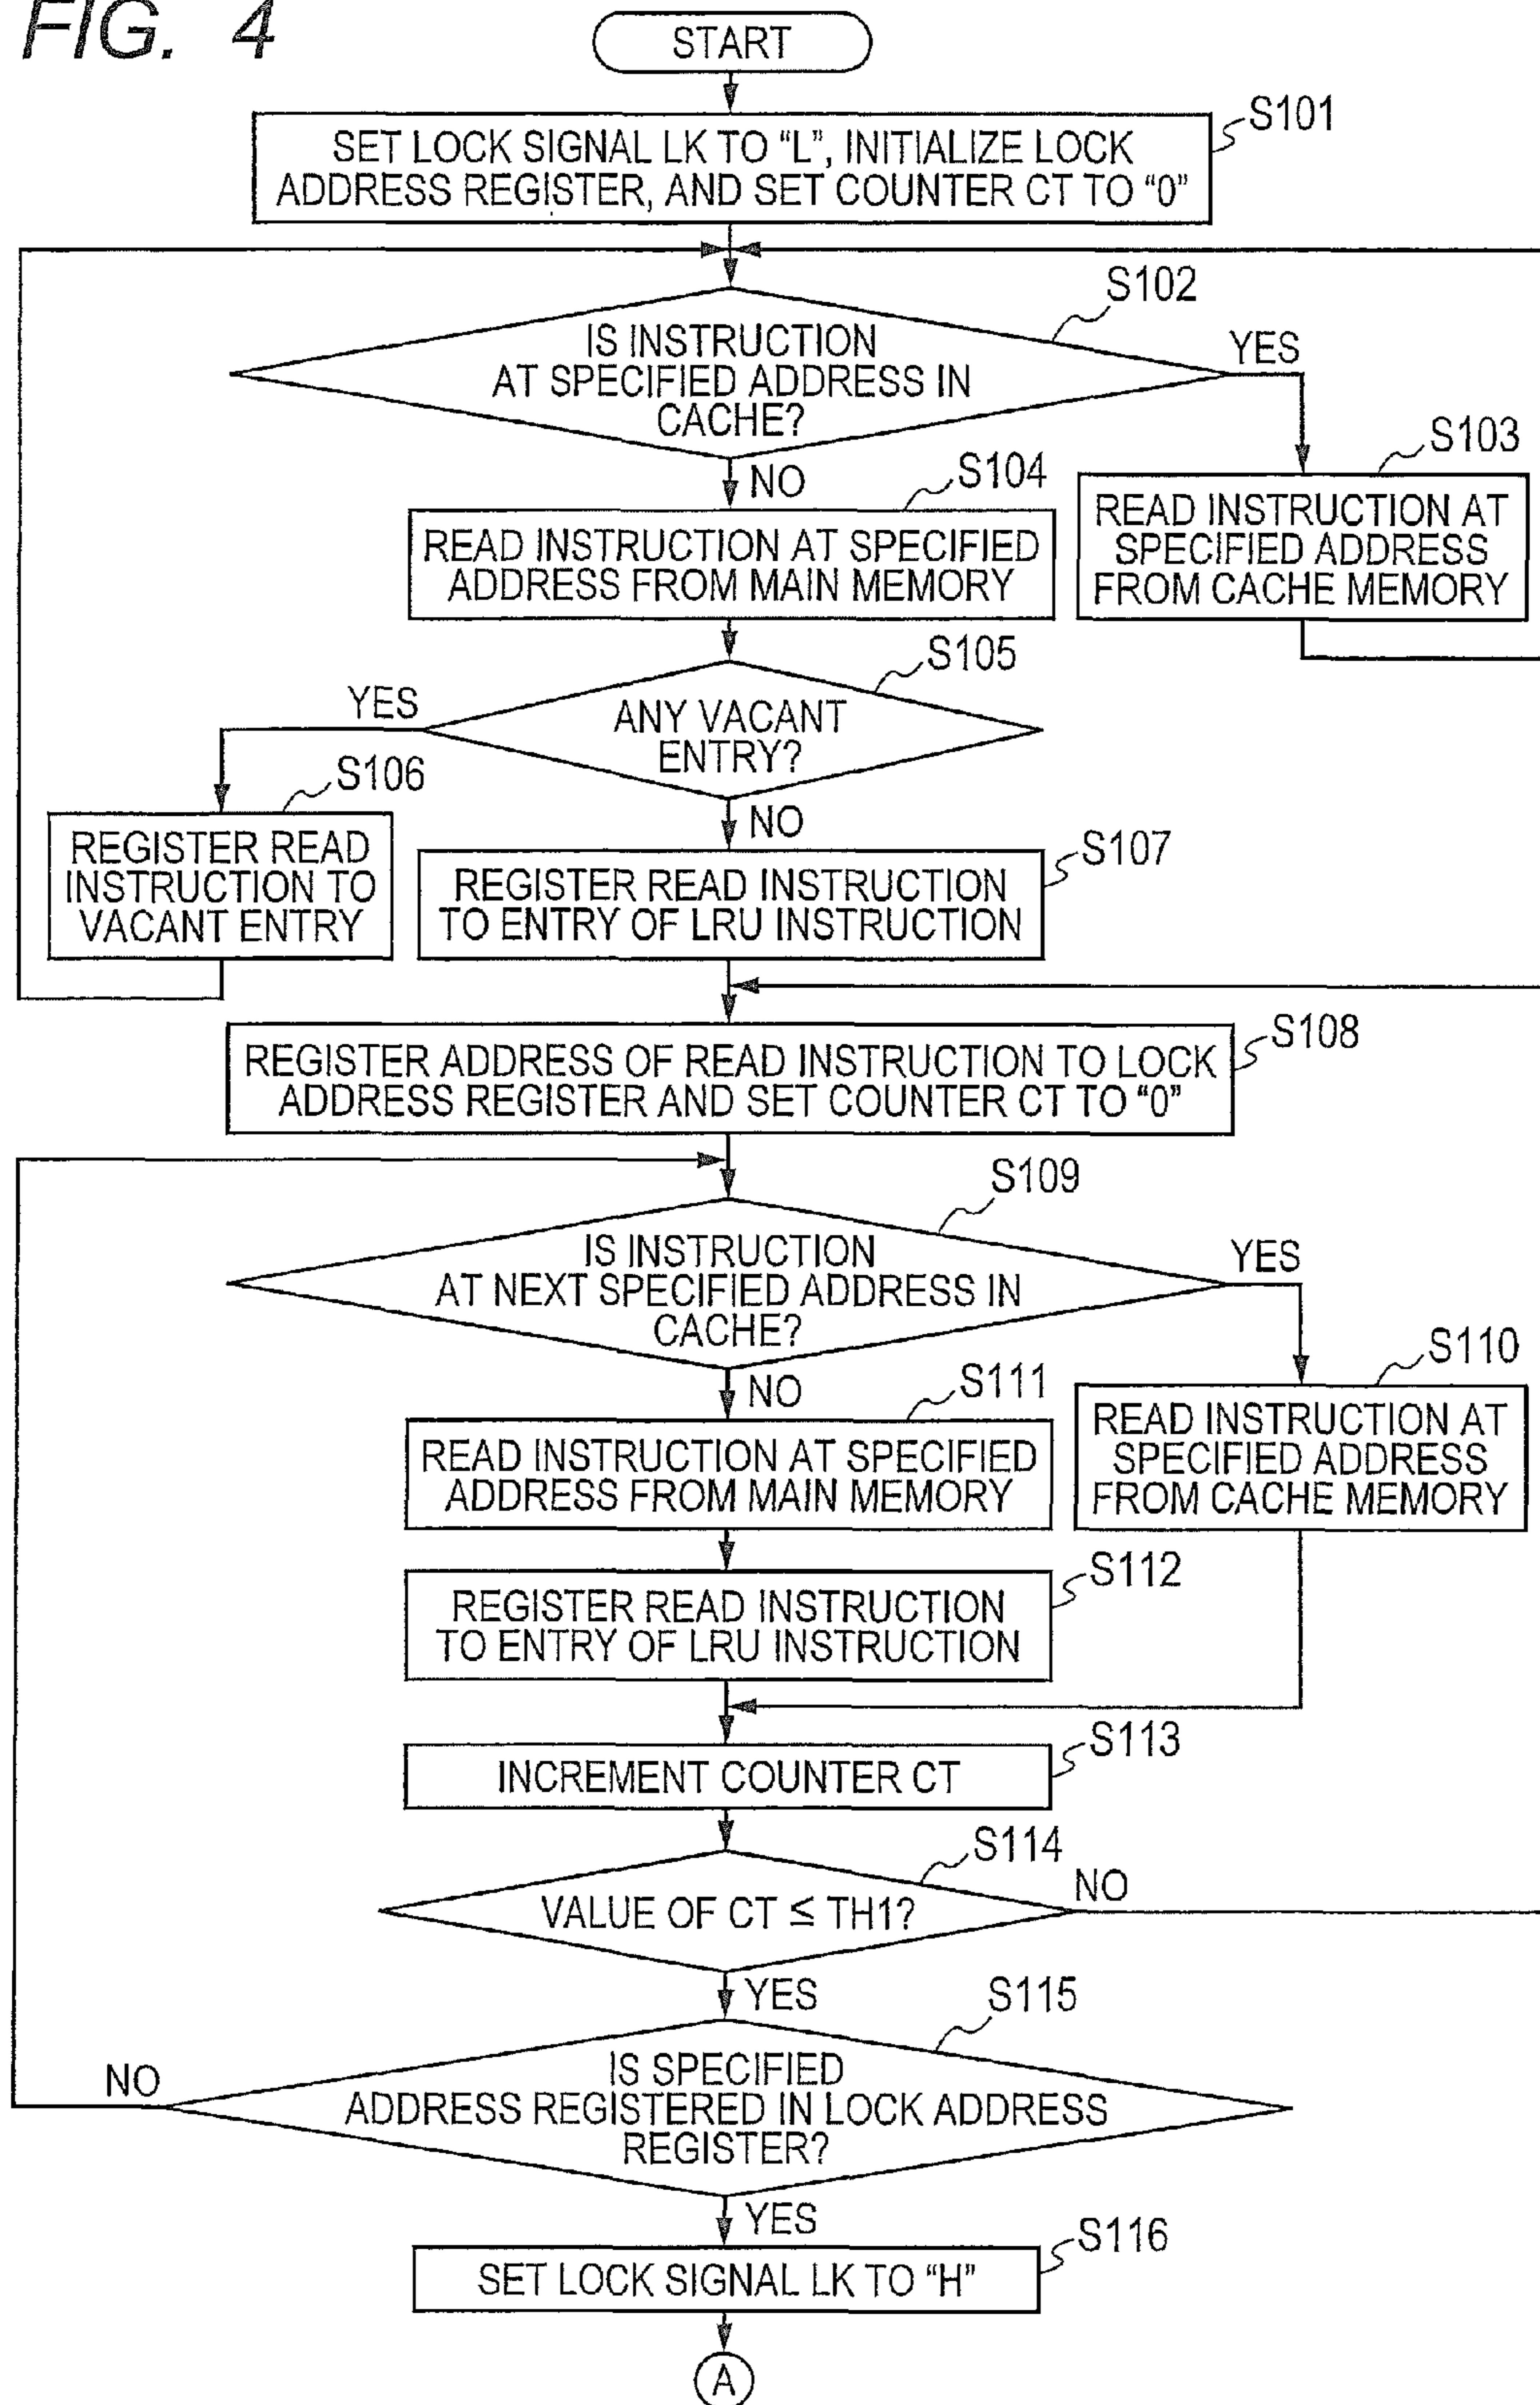 FIG. 4
START
S101
SET LOCK SIGNAL LK TO “L”, INITIALIZE LOCK
ADDRESS REGISTER, AND SET COUNTER CT TO “0”
S102
IS INSTRUCTION
AT SPECIFIED ADDRESS IN
CACHE?
YES
NO
S103
READ INSTRUCTION AT
SPECIFIED ADDRESS
FROM CACHE MEMORY
S104
READ INSTRUCTION AT SPECIFIED
ADDRESS FROM MAIN MEMORY
S105
ANY VACANT
ENTRY?
YES
NO
S106
REGISTER READ
INSTRUCTION TO
VACANT ENTRY
S107
REGISTER READ INSTRUCTION
TO ENTRY OF LRU INSTRUCTION
S108
REGISTER ADDRESS OF READ INSTRUCTION TO LOCK
ADDRESS REGISTER AND SET COUNTER CT TO “0”
S109
IS INSTRUCTION
AT NEXT SPECIFIED ADDRESS IN
CACHE?
YES
NO
S110
READ INSTRUCTION AT
SPECIFIED ADDRESS
FROM CACHE MEMORY
S111
READ INSTRUCTION AT SPECIFIED
ADDRESS FROM MAIN MEMORY
S112
REGISTER READ INSTRUCTION
TO ENTRY OF LRU INSTRUCTION
S113
INCREMENT COUNTER CT
S114
VALUE OF CT ≦ TH1?
NO
YES
S115
IS SPECIFIED
ADDRESS REGISTERED IN LOCK ADDRESS
REGISTER?
NO
YES
S116
SET LOCK SIGNAL LK TO “H”
A